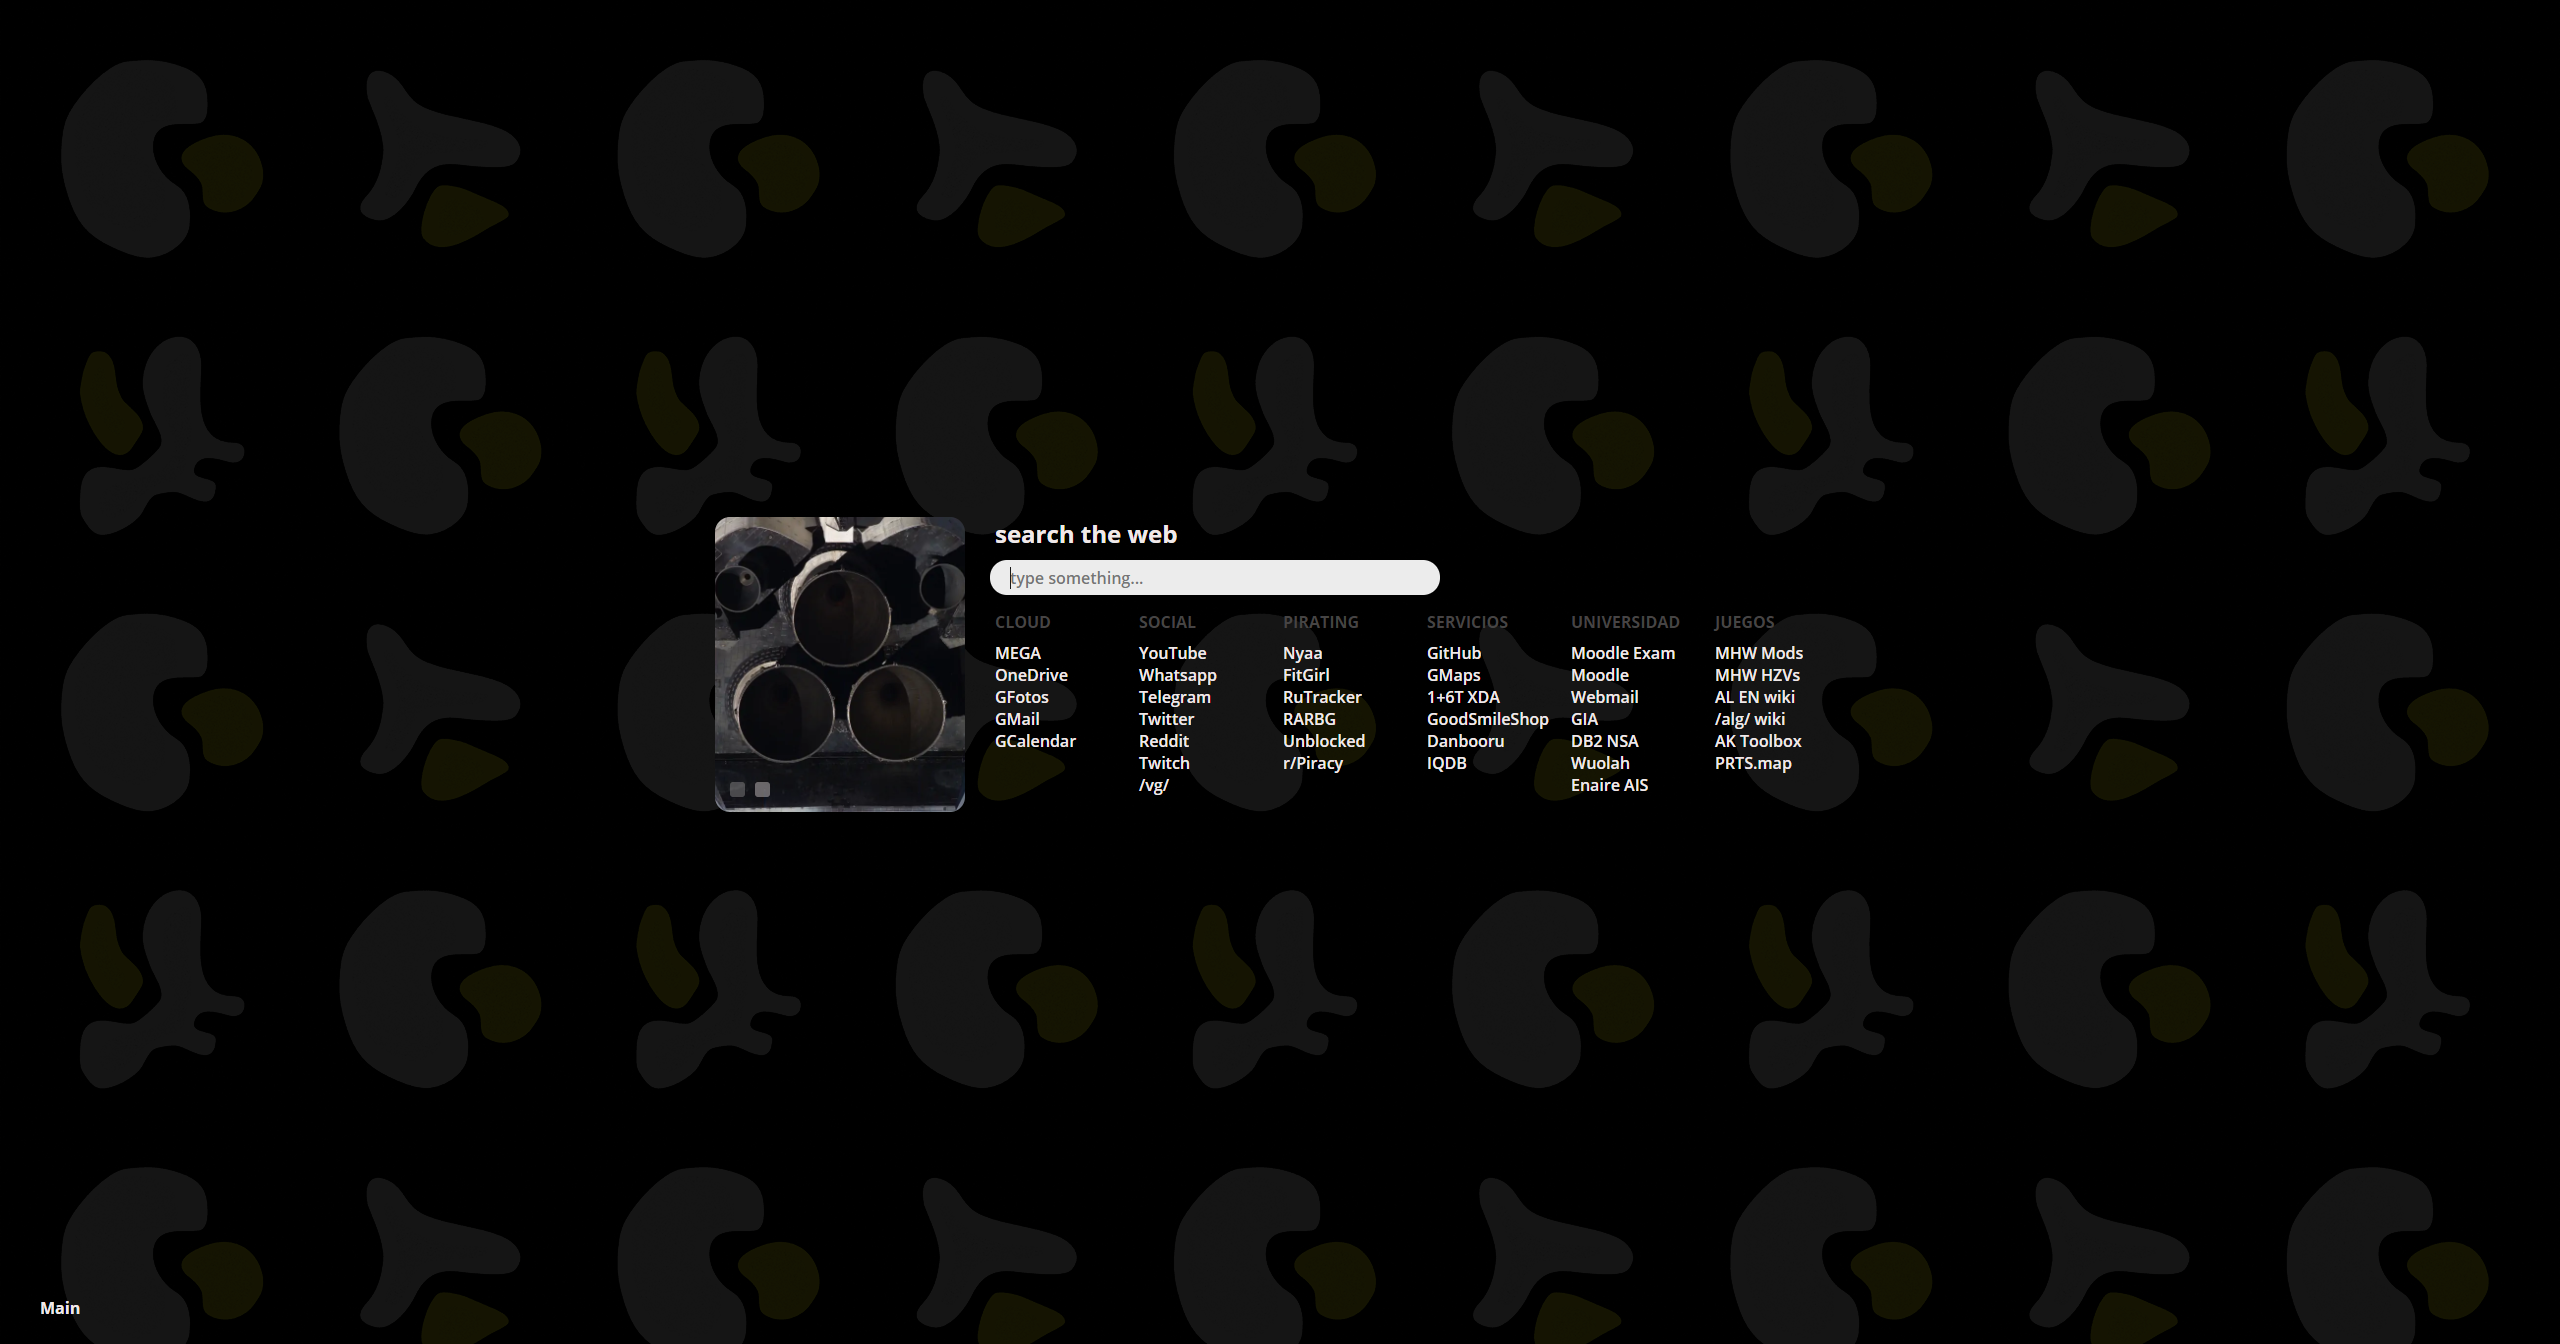 search the web
type something...
CLOUD
MEGA
OneDrive
GFotos
GMail
GCalendar
SOCIAL
YouTube
Whatsapp
Telegram
Twitter
Reddit
Twitch
/vg/
PIRATING
Nyaa
FitGirl
RuTracker
RARBG
Unblocked
r/Piracy
SERVICIOS
GitHub
GMaps
1+6T XDA
GoodSmileShop
Danbooru
IQDB
UNIVERSIDAD
Moodle Exam
Moodle
Webmail
GIA
DB2 NSA
Wuolah
Enaire AIS
JUEGOS
MHW Mods
MHW HZVs
AL EN wiki
/alg/ wiki
AK Toolbox
PRTS.map
Main